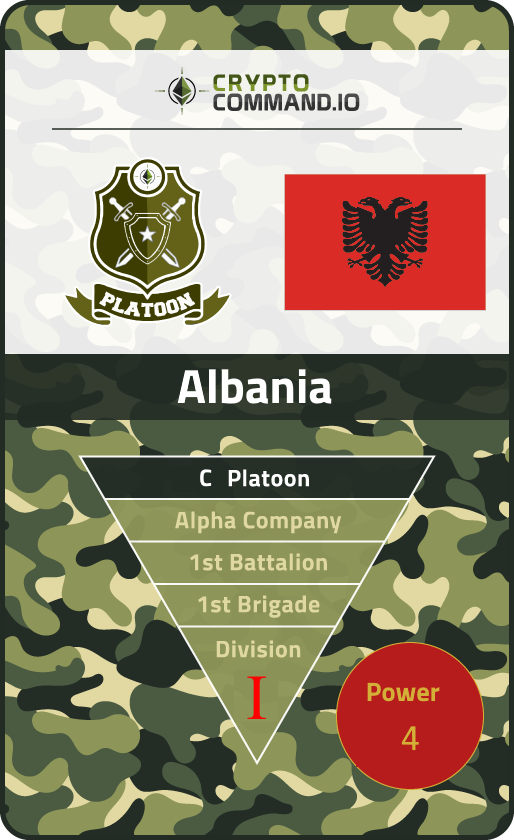 CRYPTO
COMMAND.IO
PLATOON
Albania
C Platoon
Alpha Company
1st Battalion
1st Brigade
Division
I
Power
4